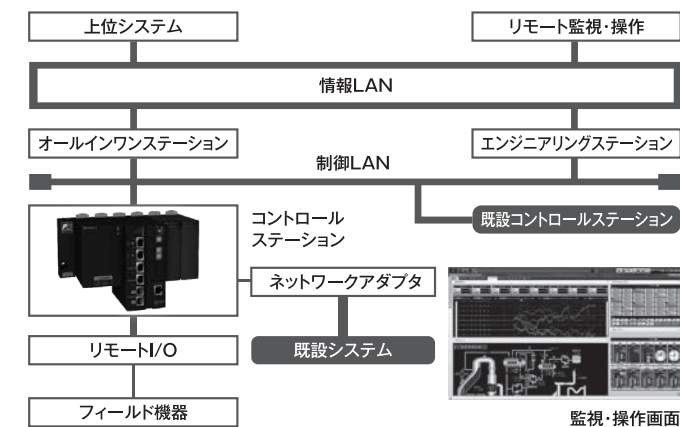 上位システム
リモート監視・操作
情報LAN
オールインワンステーション
エンジニアリングステーション
制御LAN
コントロール
ステーション
既設コントロールステーション
ネットワークアダプタ
リモートI/O
既設システム
フィールド機器
監視・操作画面